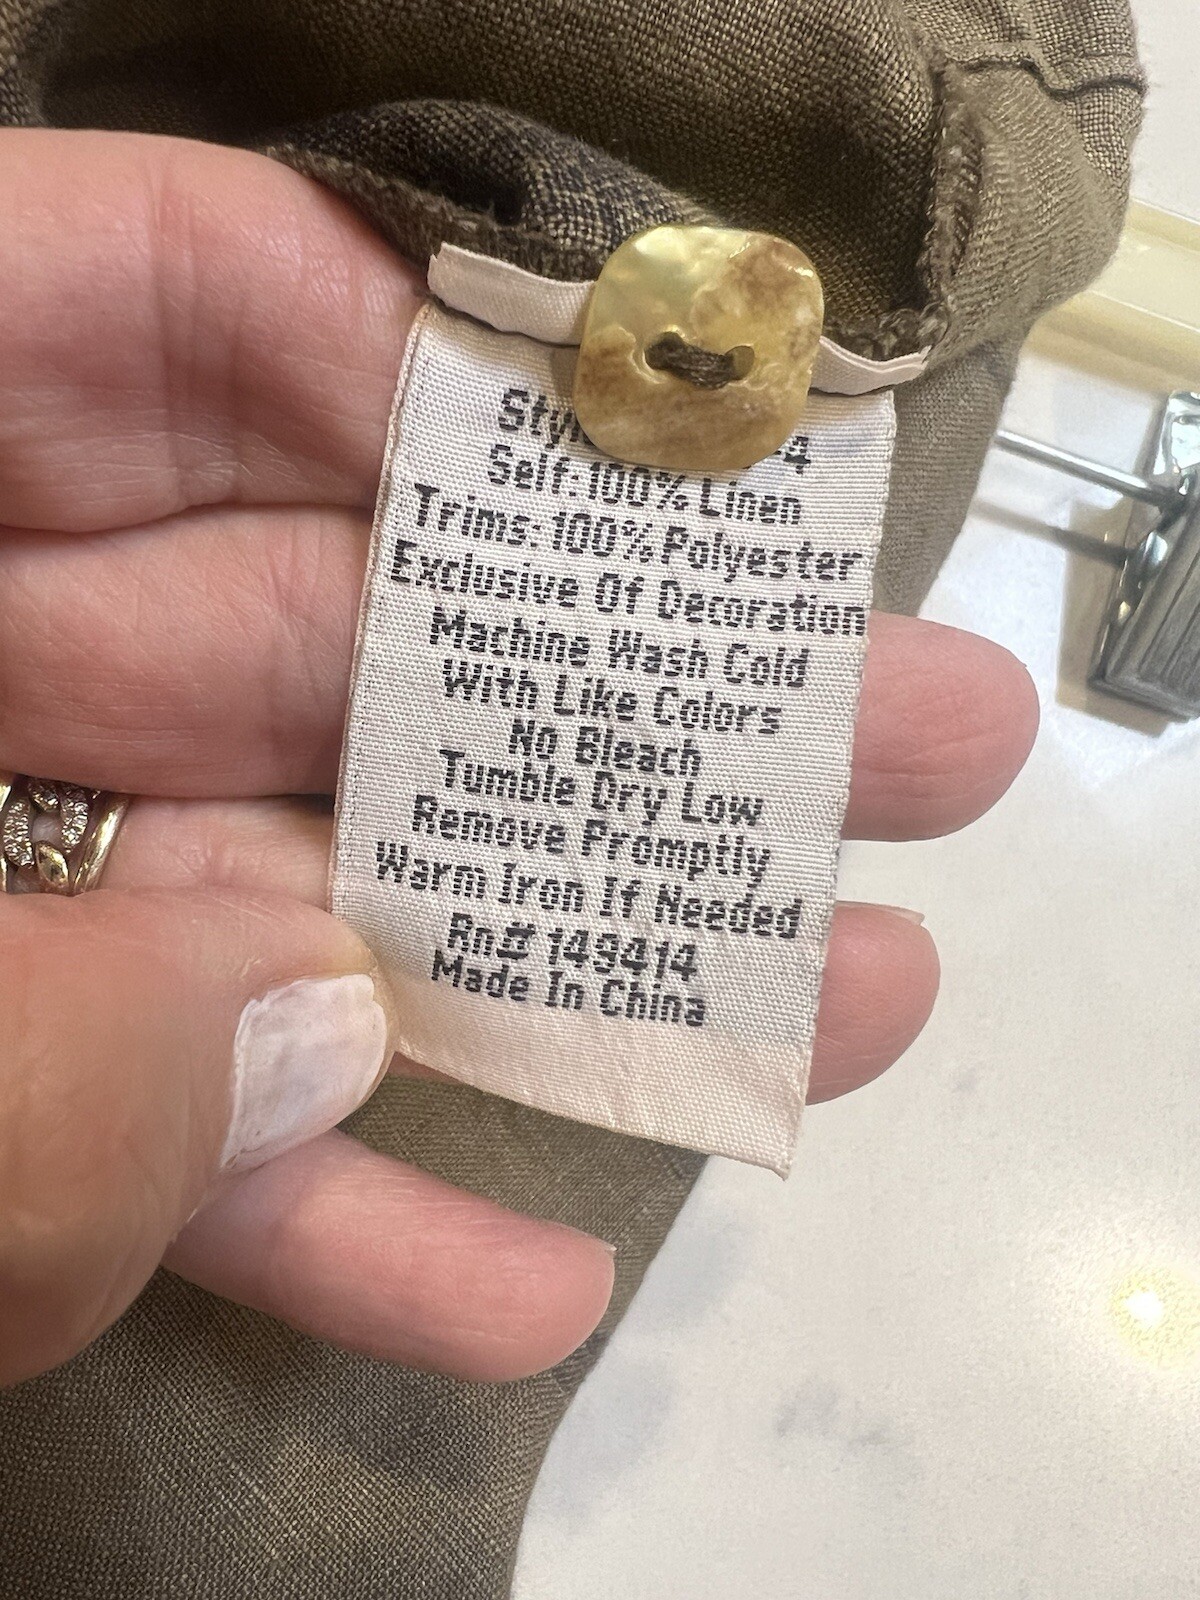 Self: 100% Linen
Trims: 100% Polyester
Exclusive Of Decoration
Machine Wash Cold
With Like Colors
No Bleach
Tumble Dry Low
Remove Promptly
Warm Iron If Needed
Rn# 149414
Made In China